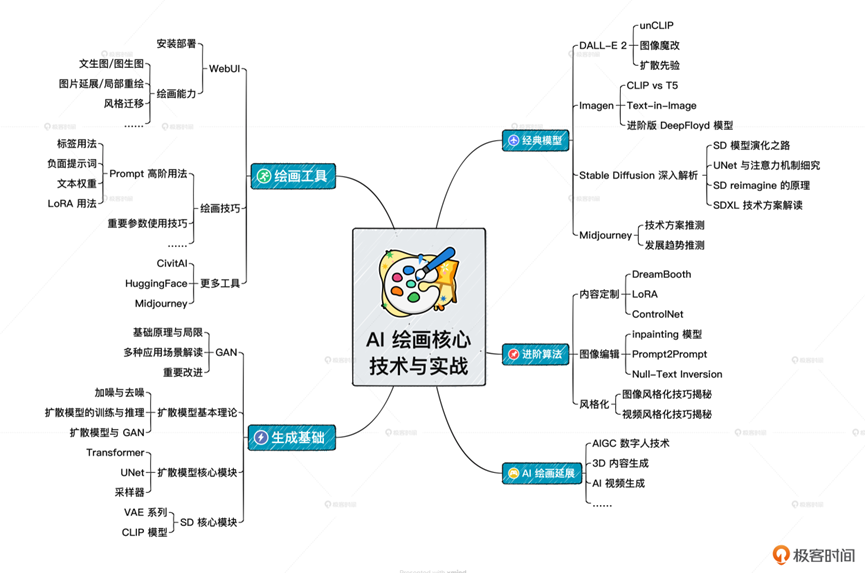 AI 绘画核心
技术与实战
绘画工具
WebUI
安装部署
绘画能力
文生图/图生图
图片延展/局部重绘
风格迁移
……
绘画技巧
Prompt 高阶用法
标签用法
负面提示词
文本权重
LoRA 用法
重要参数使用技巧
……
更多工具
CivitAI
HuggingFace
Midjourney
生成基础
GAN
基础原理与局限
多种应用场景解读
重要改进
扩散模型基本理论
加噪与去噪
扩散模型的训练与推理
扩散模型与 GAN
扩散模型核心模块
Transformer
UNet
采样器
SD 核心模块
VAE 系列
CLIP 模型
经典模型
DALL-E 2
unCLIP
图像魔改
扩散先验
Imagen
CLIP vs T5
Text-in-Image
进阶版 DeepFloyd 模型
Stable Diffusion 深入解析
SD 模型演化之路
UNet 与注意力机制细究
SD reimagine 的原理
SDXL 技术方案解读
Midjourney
技术方案推测
发展趋势推测
进阶算法
内容定制
DreamBooth
LoRA
ControlNet
图像编辑
inpainting 模型
Prompt2Prompt
Null-Text Inversion
风格化
图像风格化技巧揭秘
视频风格化技巧揭秘
AI 绘画延展
AIGC 数字人技术
3D 内容生成
AI 视频生成
……
极客时间